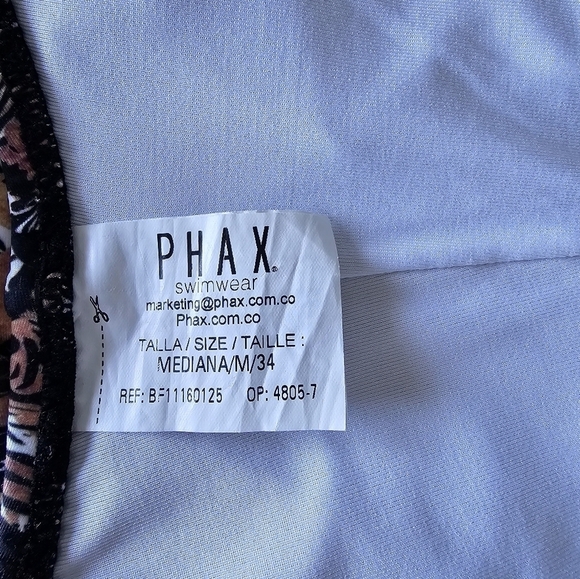 PHAX®
swimwear
marketing@phax.com.co
Phax.com.co
TALLA / SIZE / TAILLE :
MEDIANA/M/34
REF: BF11160125 OP: 4805-7